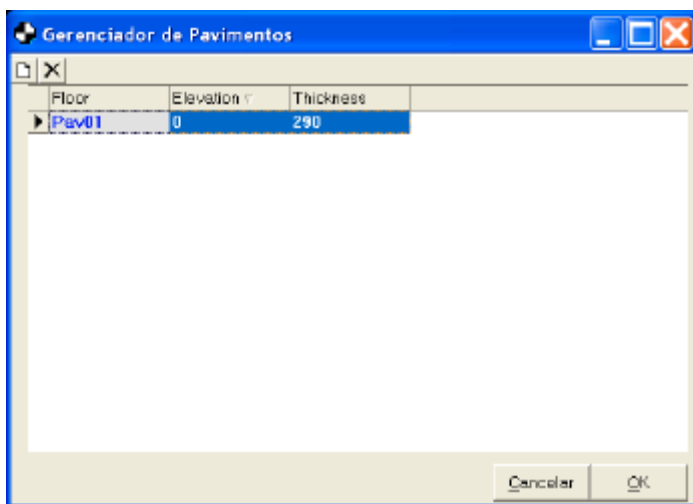 Gerenciador de Pavimentos
Floor Elevation Thickness
Pav01 0 290
Cancelar OK